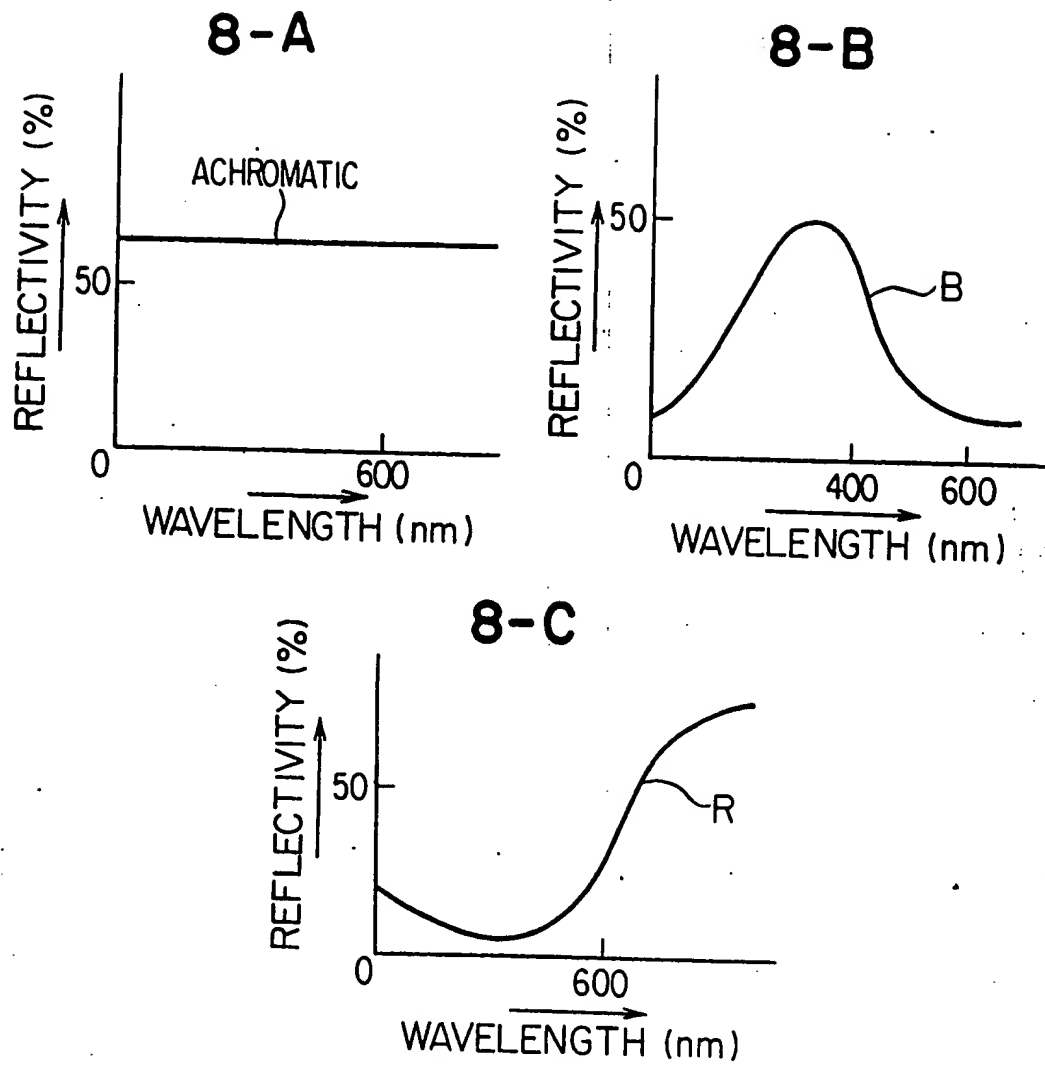 8-A
REFLECTIVITY (%)
ACHROMATIC
50
0
600
WAVELENGTH (nm)
8-B
REFLECTIVITY (%)
50
B
0
400
600
WAVELENGTH (nm)
8-C
REFLECTIVITY (%)
50
R
0
600
WAVELENGTH (nm)